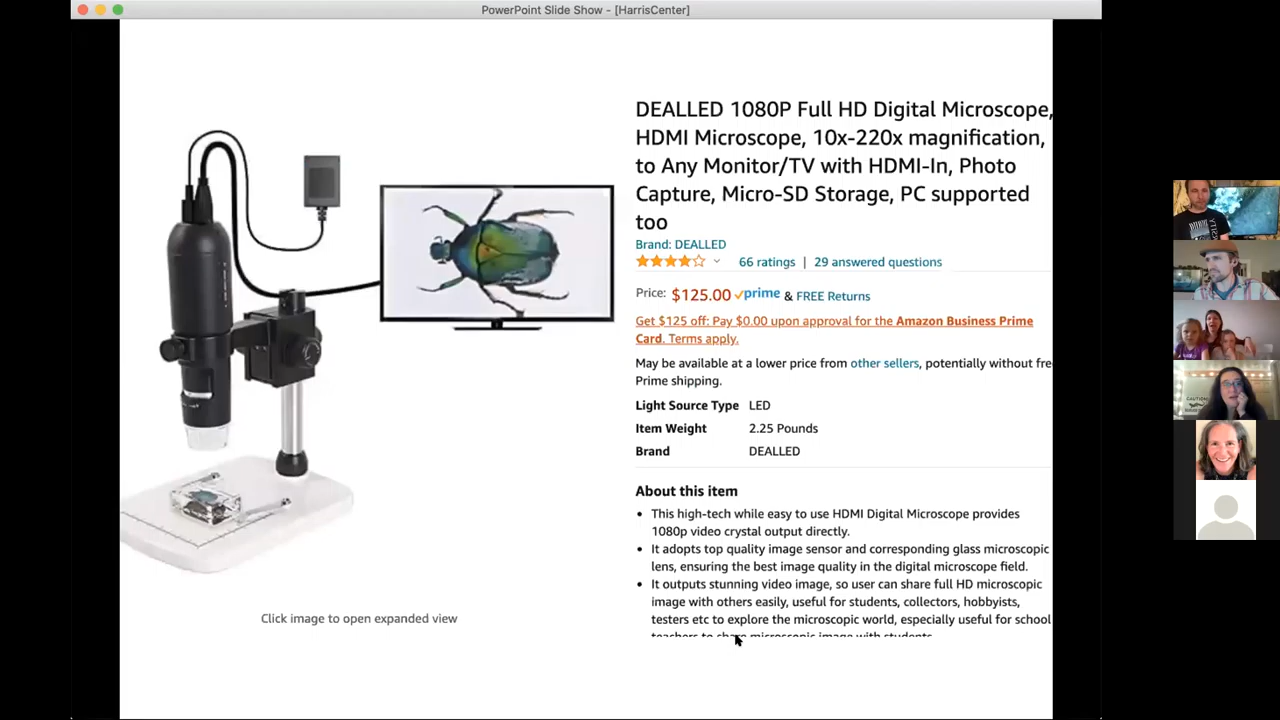 PowerPoint Slide Show - [HarrisCenter]
DEALLED 1080P Full HD Digital Microscope,
HDMI Microscope, 10x-220x magnification,
to Any Monitor/TV with HDMI-In, Photo
Capture, Micro-SD Storage, PC supported
too
Brand: DEALLED
66 ratings | 29 answered questions
Price: $125.00 prime & FREE Returns
Get $125 off: Pay $0.00 upon approval for the Amazon Business Prime
Card. Terms apply.
May be available at a lower price from other sellers, potentially without fre
Prime shipping.
Light Source Type LED
Item Weight 2.25 Pounds
Brand DEALLED
About this item
• This high-tech while easy to use HDMI Digital Microscope provides
1080p video crystal output directly.
• It adopts top quality image sensor and corresponding glass microscopic
lens, ensuring the best image quality in the digital microscope field.
• It outputs stunning video image, so user can share full HD microscopic
image with others easily, useful for students, collectors, hobbyists,
testers etc to explore the microscopic world, especially useful for school
teachers to share microscopic image with students.
Click image to open expanded view